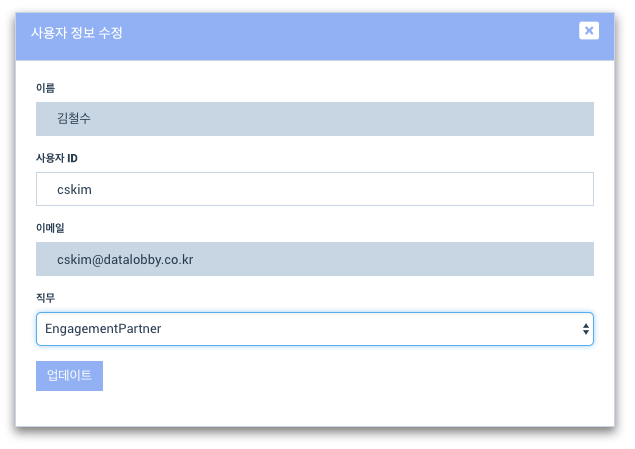 사용자 정보 수정
이름
김철수
사용자 ID
cskim
이메일
cskim@datalobby.co.kr
직무
EngagementPartner
업데이트